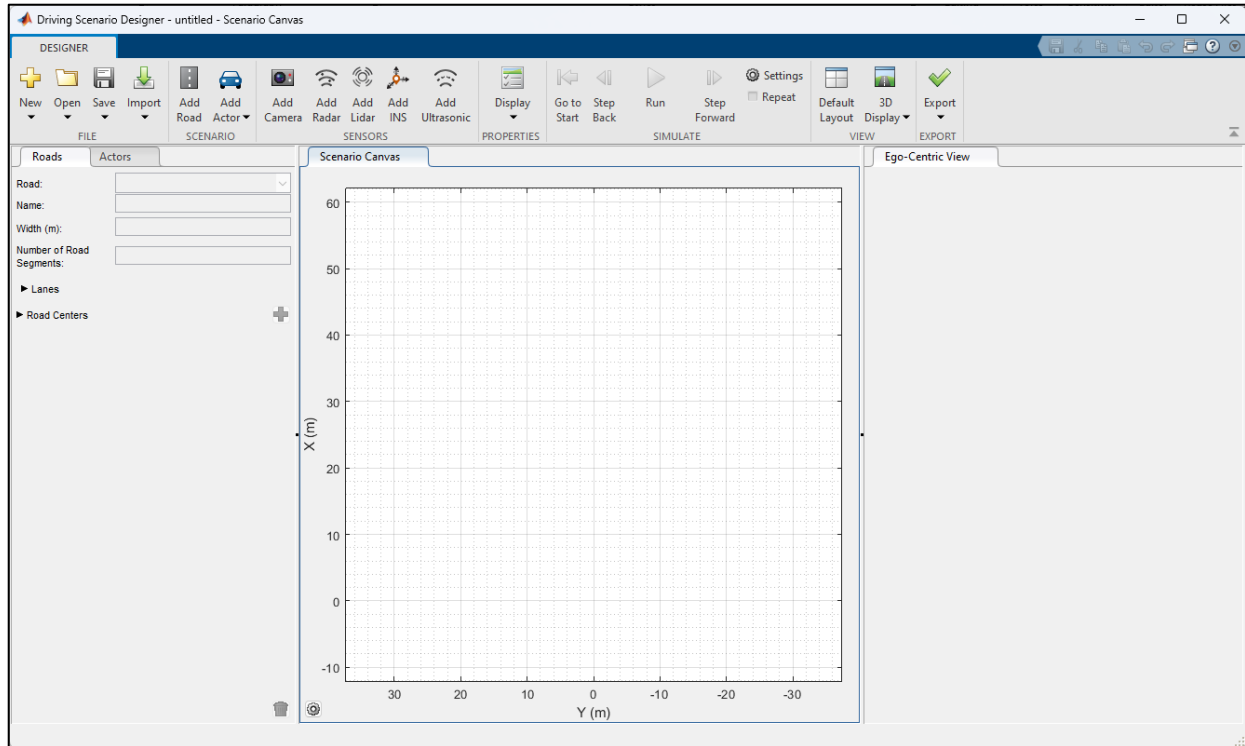 Driving Scenario Designer - untitled - Scenario Canvas
DESIGNER
New
Open
Save
Import
Add Road
Add Actor
Add Camera
Add Radar
Add Lidar
Add INS
Add Ultrasonic
Display
Go to Start
Step Back
Run
Step Forward
Settings
Repeat
Default Layout
3D Display
Export
FILE
SCENARIO
SENSORS
PROPERTIES
SIMULATE
VIEW
EXPORT
Roads
Actors
Road:
Name:
Width (m):
Number of Road
Segments:
Lanes
Road Centers
Scenario Canvas
60
50
40
30
20
10
0
-10
X (m)
30 20 10 0 -10 -20 -30
Y (m)
Ego-Centric View